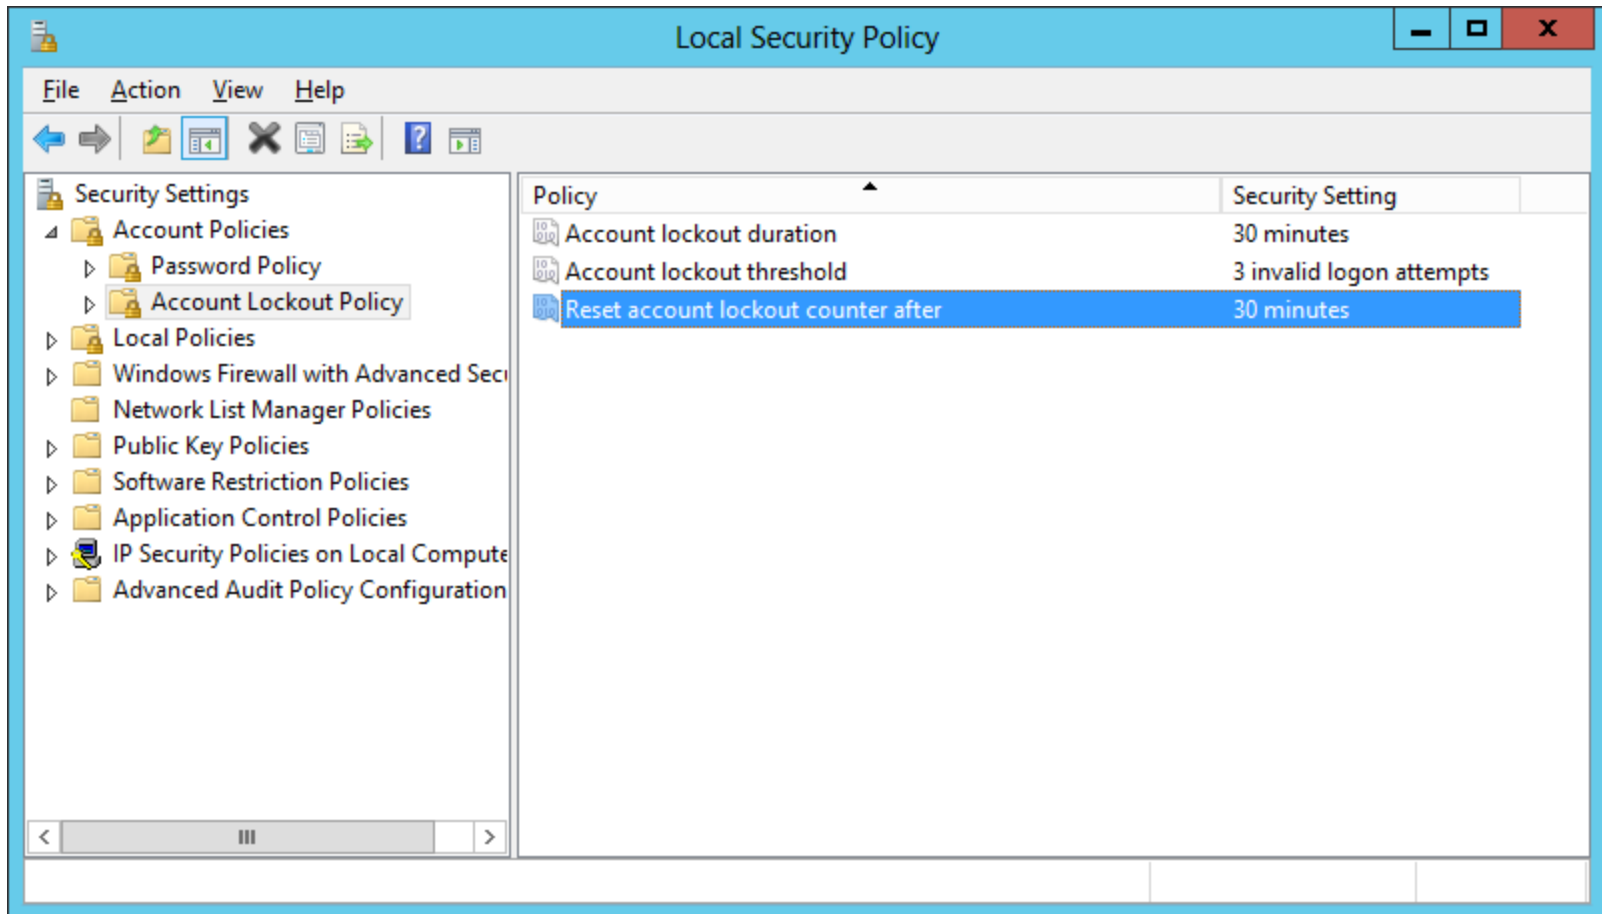 Local Security Policy
File Action View Help
Security Settings
Account Policies
Password Policy
Account Lockout Policy
Local Policies
Windows Firewall with Advanced Secu
Network List Manager Policies
Public Key Policies
Software Restriction Policies
Application Control Policies
IP Security Policies on Local Compute
Advanced Audit Policy Configuration
Policy Security Setting
Account lockout duration 30 minutes
Account lockout threshold 3 invalid logon attempts
Reset account lockout counter after 30 minutes